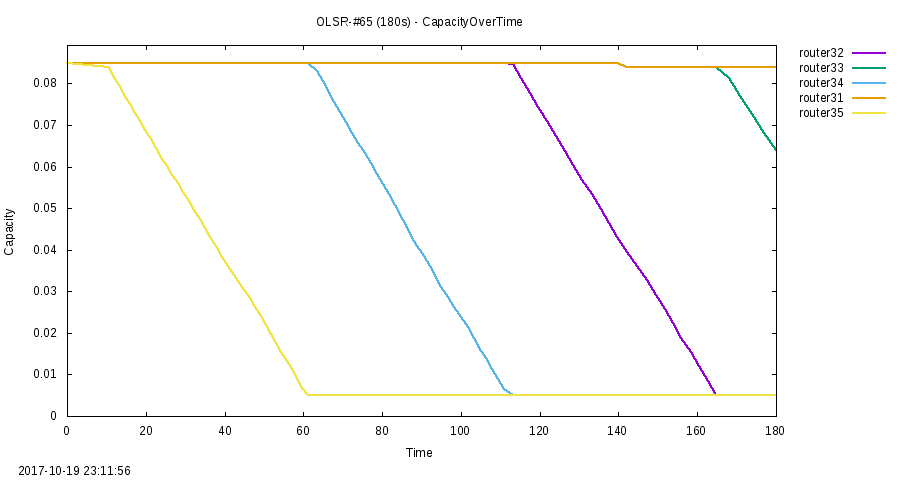 OLSR-#65 (180s) - CapacityOverTime
router32
router33
router34
router31
router35
Capacity
0.08
0.07
0.06
0.05
0.04
0.03
0.02
0.01
0
0 20 40 60 80 100 120 140 160 180
Time
2017-10-19 23:11:56